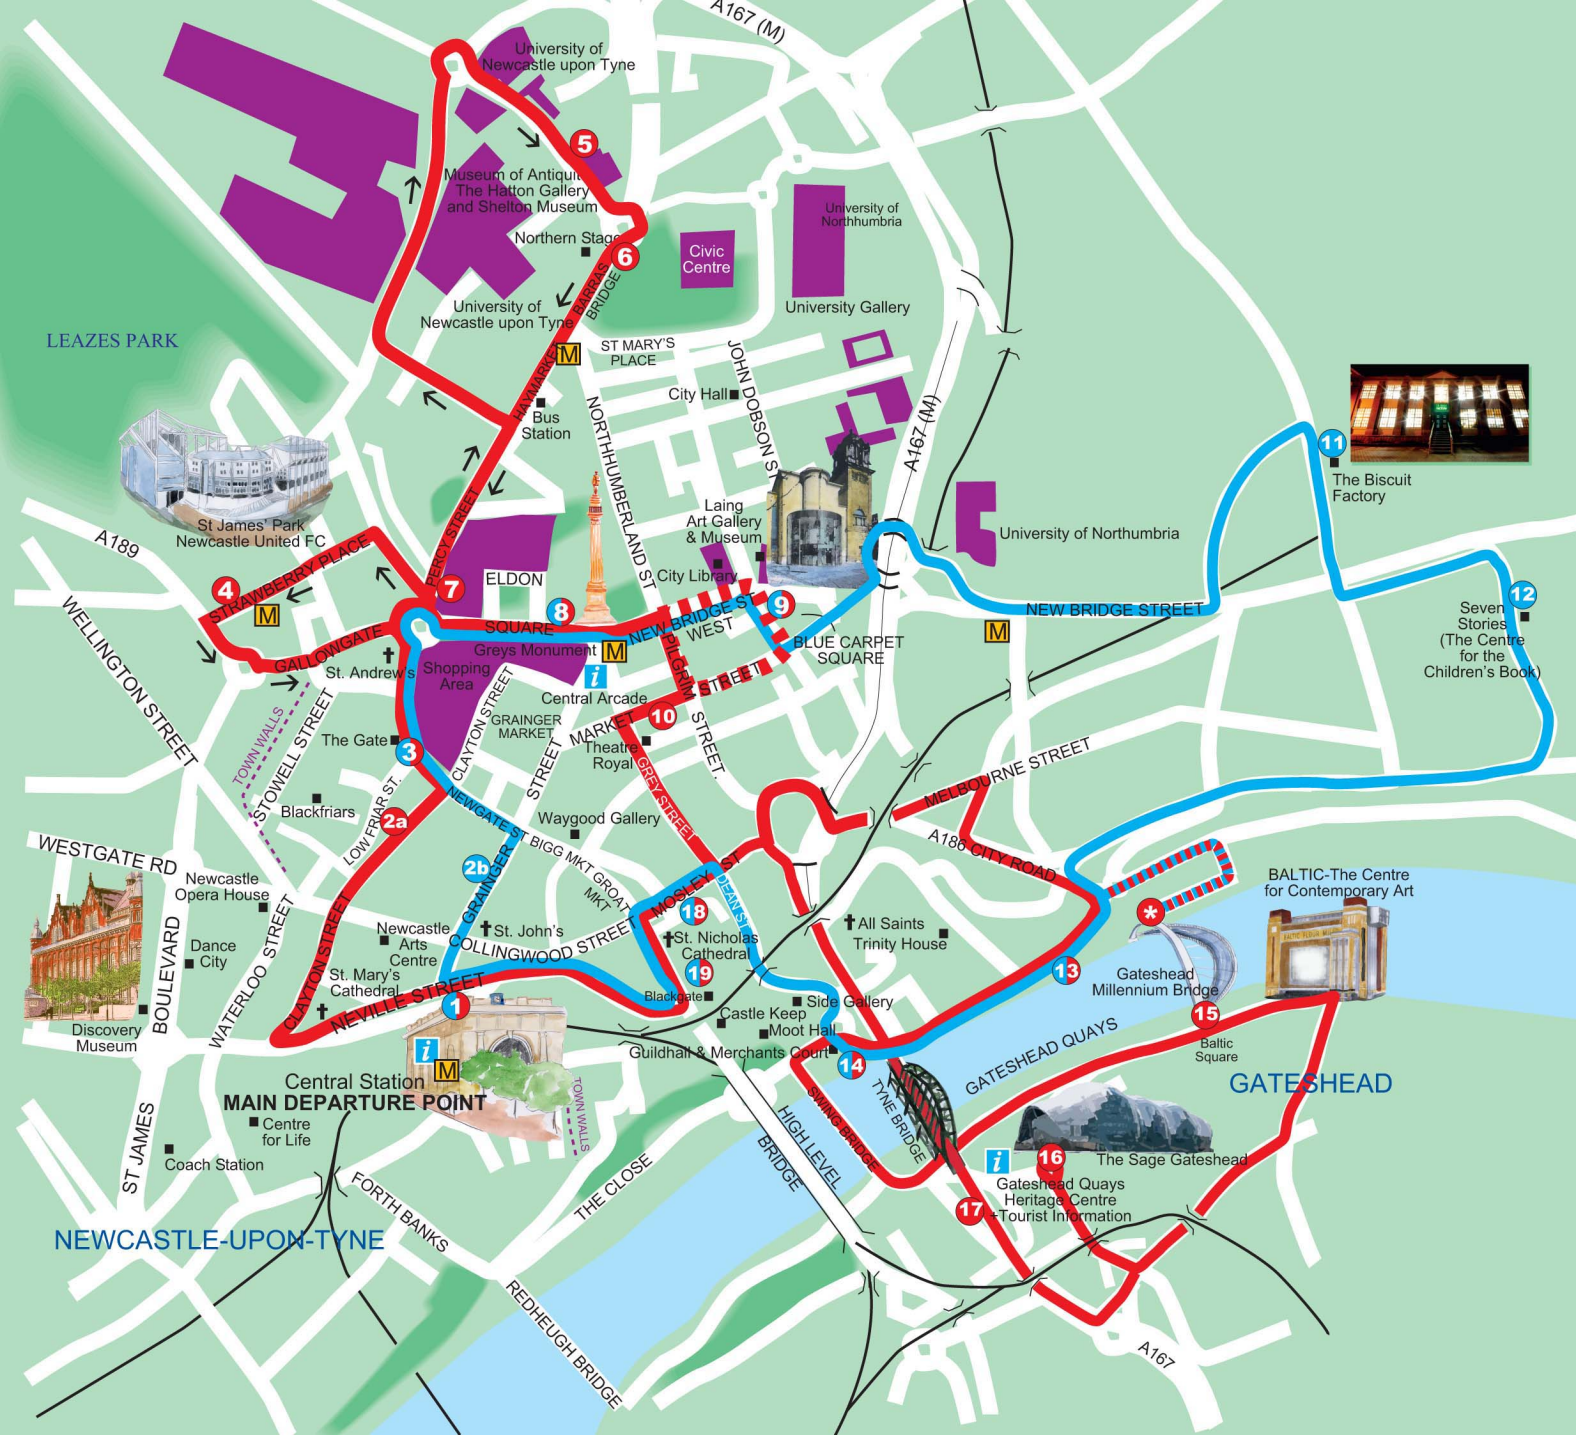 A167 (M)
University of
Newcastle upon Tyne
5
Museum of Antiquit
The Hatton Gallery
and Shelton Museum
Northern Stage
6
BARRAS
BRIDGE
Civic
Centre
University of
Northhumbria
University Gallery
University of
Newcastle upon Tyne
LEAZES PARK
HAYMARKET
M
ST MARY'S
PLACE
City Hall
JOHN DOBSON ST
Bus
Station
NORTHHUMBERLAND ST
A167 (M)
11
The Biscuit
Factory
St James' Park
Newcastle United FC
A189
PERCY STREET
Laing
Art Gallery
& Museum
City Library
University of Northumbria
STRAWBERRY PLACE
4
M
7
ELDON
SQUARE
8
9
NEW BRIDGE ST
WEST
NEW BRIDGE STREET
M
12
Seven
Stories
(The Centre
for the
Children's Book)
WELLINGTON STREET
GALLOWGATE
St. Andrew's
Shopping
Area
Greys Monument
M
i
Central Arcade
BLUE CARPET
SQUARE
PILGRIM
STREET.
MARKET
STREET
10
Theatre
Royal
GRAINGER
MARKET
CLAYTON STREET
STREET
TOWN WALLS
STOWELL STREET
The Gate
3
Blackfriars
LOW FRIAR ST.
2a
NEWGATE ST
BIGG MKT
GROAT
MKT
Waygood Gallery
GREY STREET
MELBOURNE STREET
A186 CITY ROAD
WESTGATE RD
Newcastle
Opera House
2b
GRAINGER
MOSLEY ST
DEAN ST
18
*
BALTIC-The Centre
for Contemporary Art
BALTIC FLOUR MILLS
Dance
City
BOULEVARD
WATERLOO STREET
CLAYTON STREET
Newcastle
Arts
Centre
St. John's
COLLINGWOOD STREET
St. Nicholas
Cathedral
19
All Saints
Trinity House
13
Gateshead
Millennium Bridge
15
Baltic
Square
St. Mary's
Cathedral
NEVILLE STREET
1
Blackgate
Castle Keep
Side Gallery
Moot Hall
Guildhall & Merchants Court
14
Discovery
Museum
i
M
Central Station
MAIN DEPARTURE POINT
TOWN WALLS
GATESHEAD QUAYS
GATESHEAD
Centre
for Life
Coach Station
ST JAMES
SWING BRIDGE
TYNE BRIDGE
HIGH LEVEL
BRIDGE
i
16
The Sage Gateshead
Gateshead Quays
Heritage Centre
+Tourist Information
17
THE CLOSE
FORTH BANKS
NEWCASTLE-UPON-TYNE
REDHEUGH BRIDGE
A167